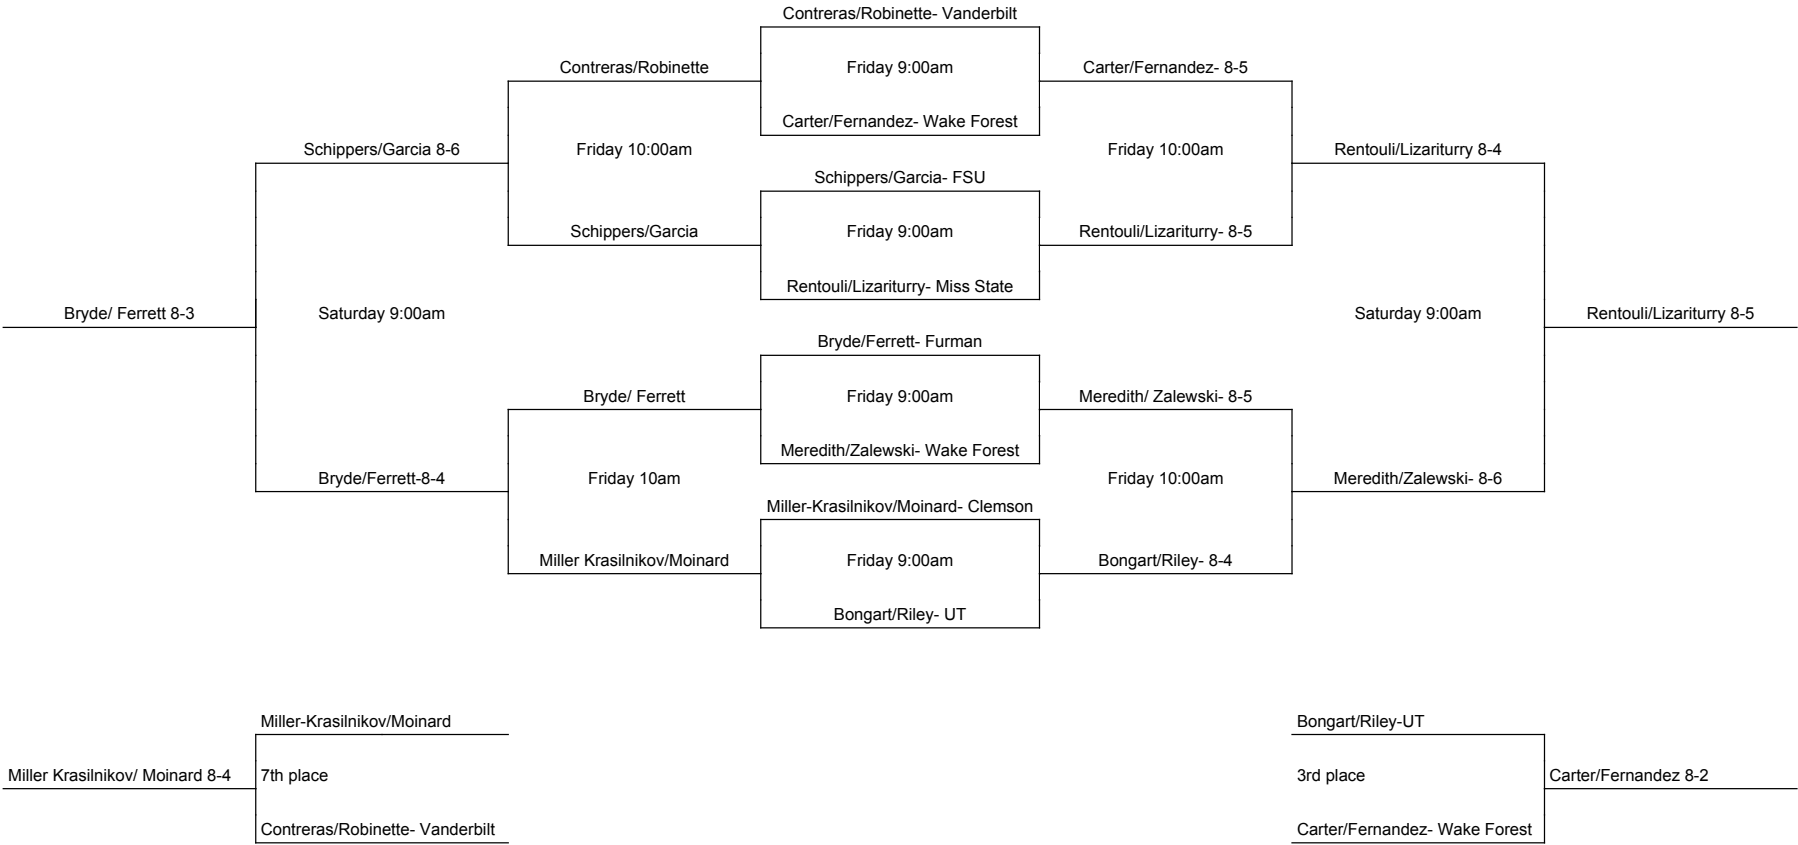 Contreras/Robinette- Vanderbilt
Contreras/Robinette
Friday 9:00am
Carter/Fernandez- 8-5
Carter/Fernandez- Wake Forest
Schippers/Garcia 8-6
Friday 10:00am
Friday 10:00am
Rentouli/Lizariturry 8-4
Schippers/Garcia- FSU
Schippers/Garcia
Friday 9:00am
Rentouli/Lizariturry- 8-5
Rentouli/Lizariturry- Miss State
Bryde/ Ferrett 8-3
Saturday 9:00am
Saturday 9:00am
Rentouli/Lizariturry 8-5
Bryde/Ferrett- Furman
Bryde/ Ferrett
Friday 9:00am
Meredith/ Zalewski- 8-5
Meredith/Zalewski- Wake Forest
Bryde/Ferrett-8-4
Friday 10am
Friday 10:00am
Meredith/Zalewski- 8-6
Miller-Krasilnikov/Moinard- Clemson
Miller Krasilnikov/Moinard
Friday 9:00am
Bongart/Riley- 8-4
Bongart/Riley- UT
Miller-Krasilnikov/Moinard
Bongart/Riley-UT
Miller Krasilnikov/ Moinard 8-4
7th place
3rd place
Carter/Fernandez 8-2
Contreras/Robinette- Vanderbilt
Carter/Fernandez- Wake Forest